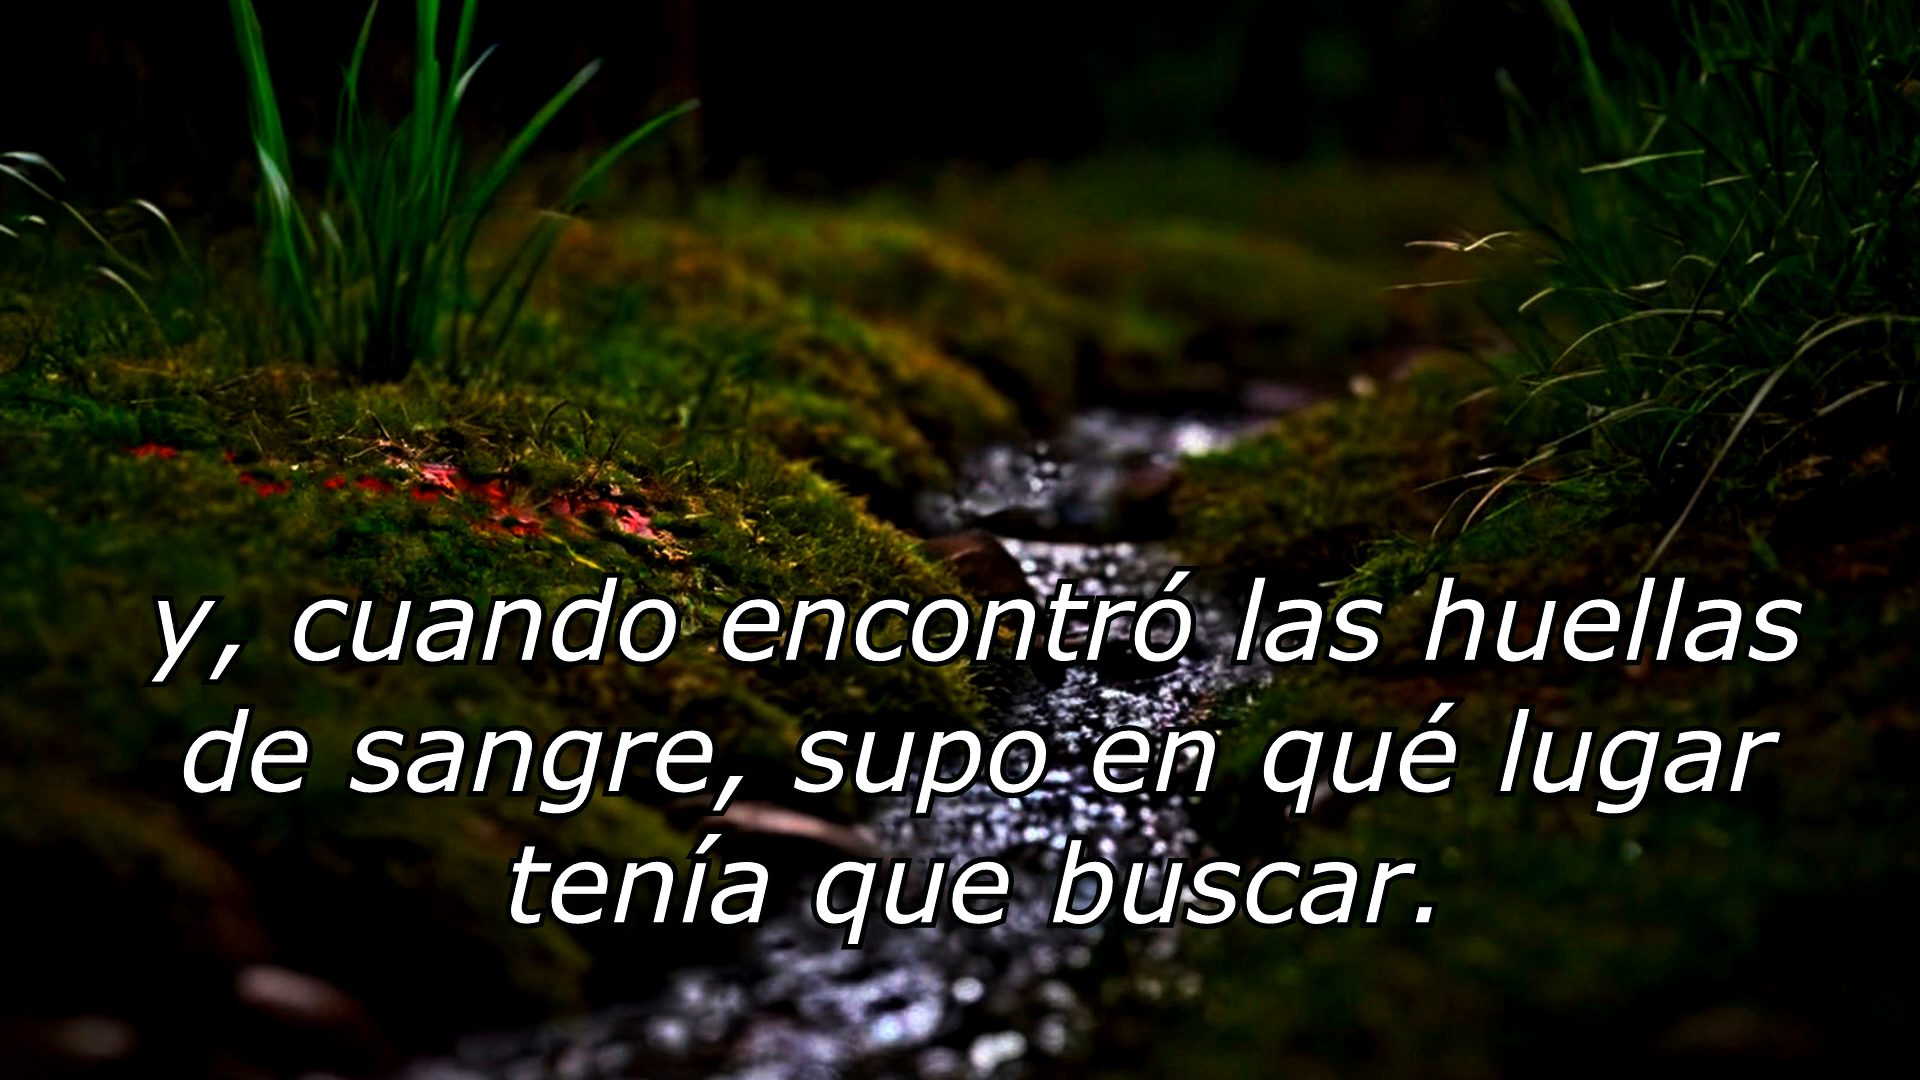 y, cuando encontró las huellas
de sangre, supo en qué lugar
tenía que buscar.